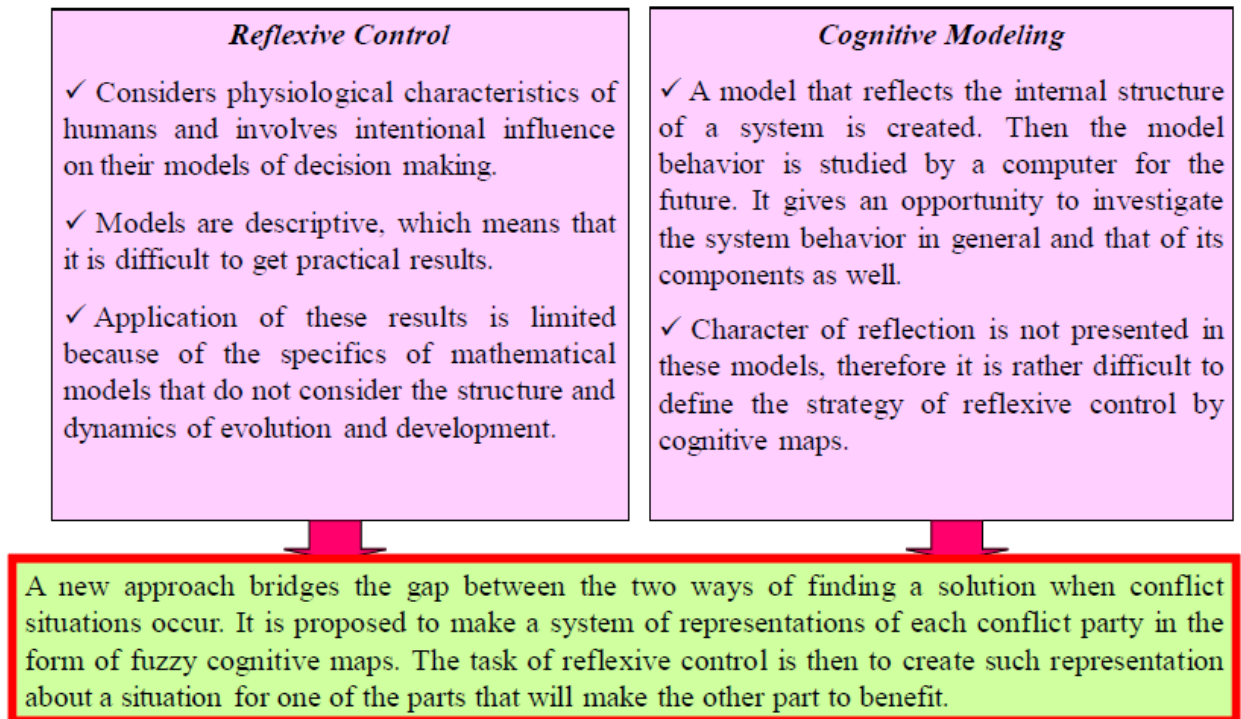 Reflexive Control
✓ Considers physiological characteristics of
humans and involves intentional influence
on their models of decision making.
✓ Models are descriptive, which means that
it is difficult to get practical results.
✓ Application of these results is limited
because of the specifics of mathematical
models that do not consider the structure and
dynamics of evolution and development.
Cognitive Modeling
✓ A model that reflects the internal structure
of a system is created. Then the model
behavior is studied by a computer for the
future. It gives an opportunity to investigate
the system behavior in general and that of its
components as well.
✓ Character of reflection is not presented in
these models, therefore it is rather difficult to
define the strategy of reflexive control by
cognitive maps.
A new approach bridges the gap between the two ways of finding a solution when conflict
situations occur. It is proposed to make a system of representations of each conflict party in the
form of fuzzy cognitive maps. The task of reflexive control is then to create such representation
about a situation for one of the parts that will make the other part to benefit.